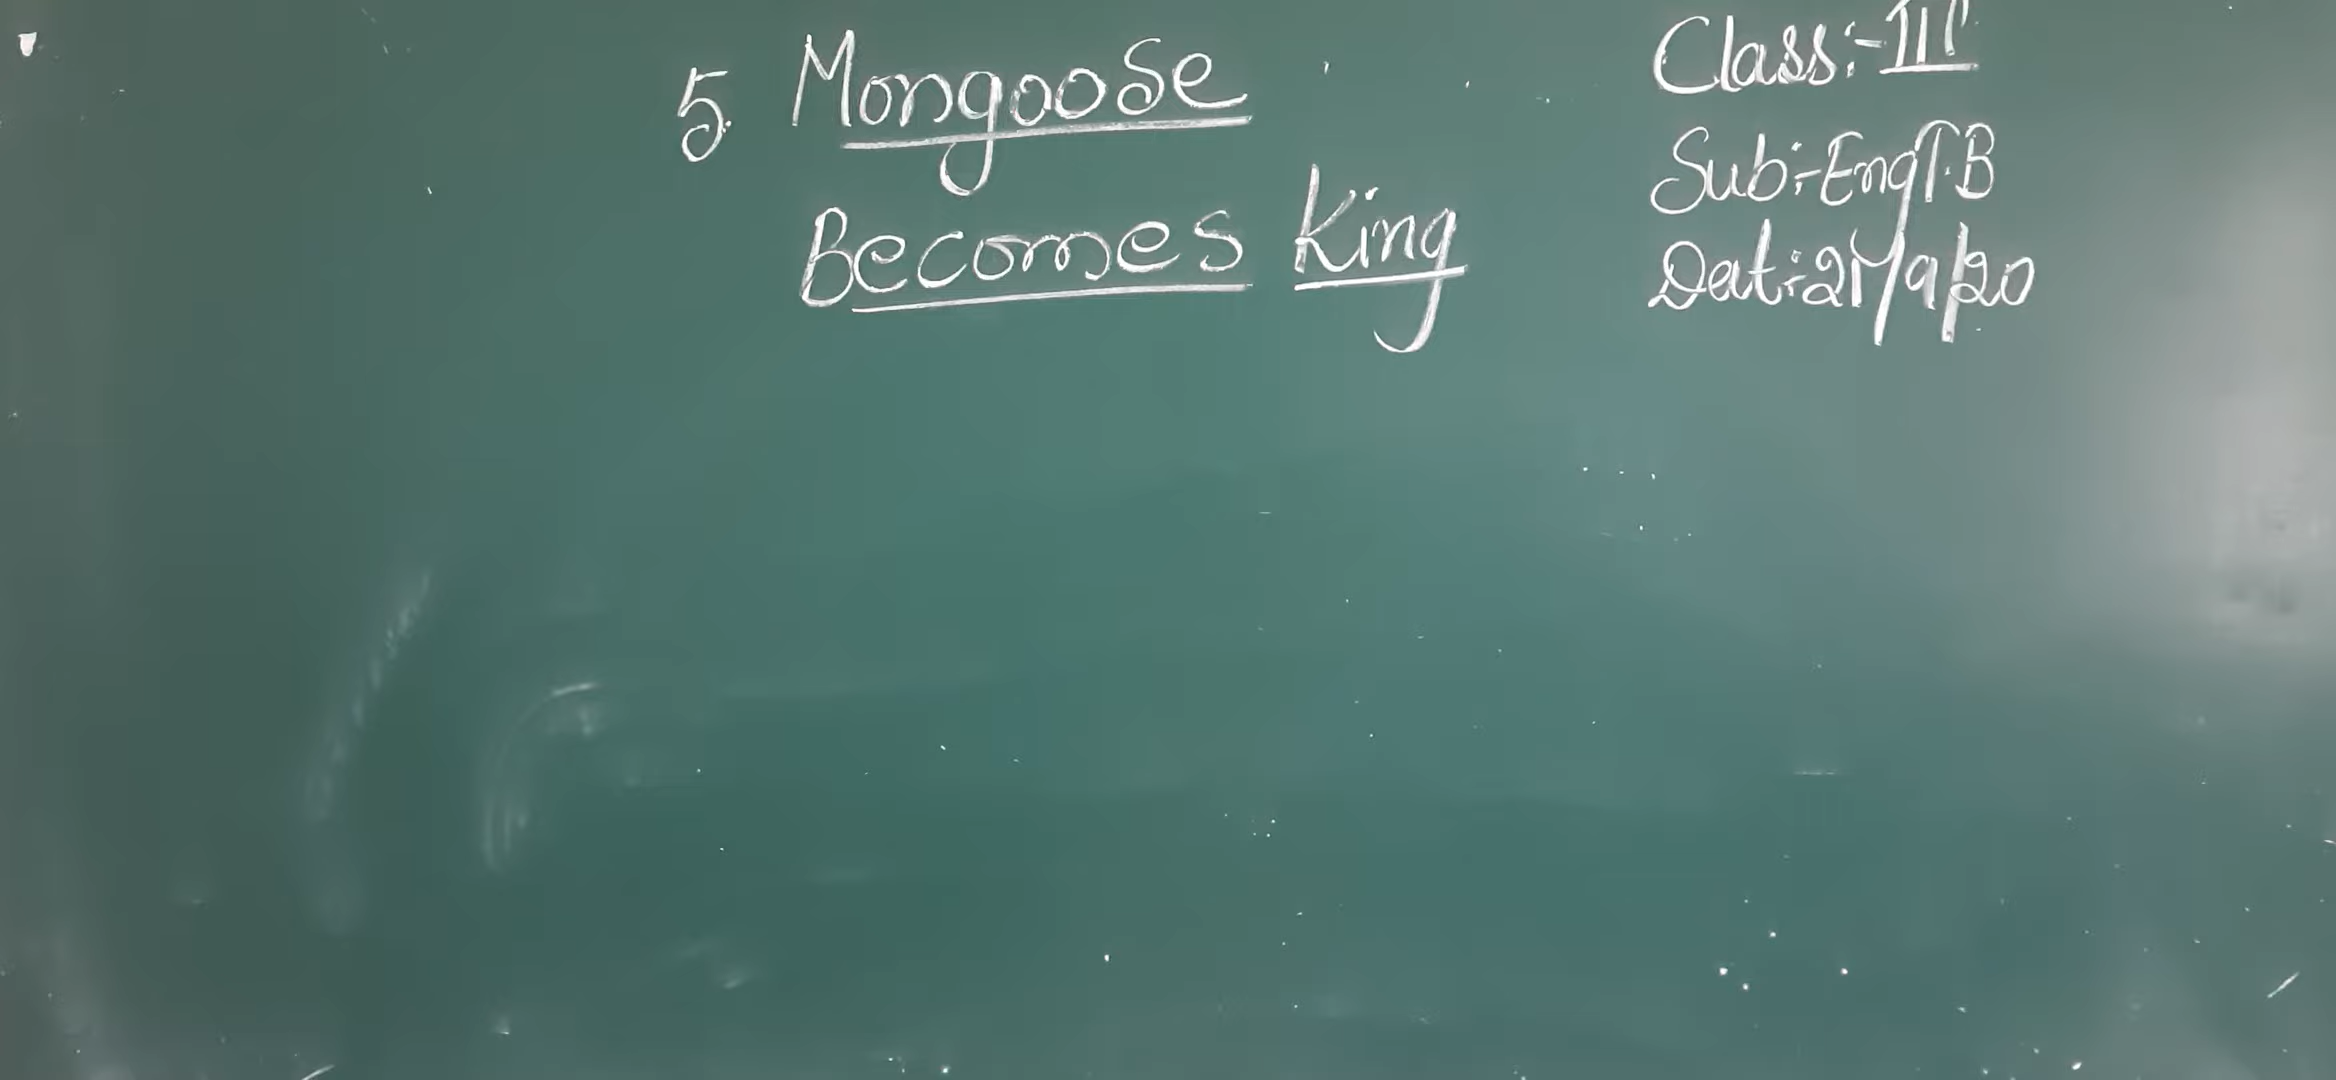 5. Mongoose
Becomes King
Class:-III
Sub:-Eng T.B
Dat:-21/9/20